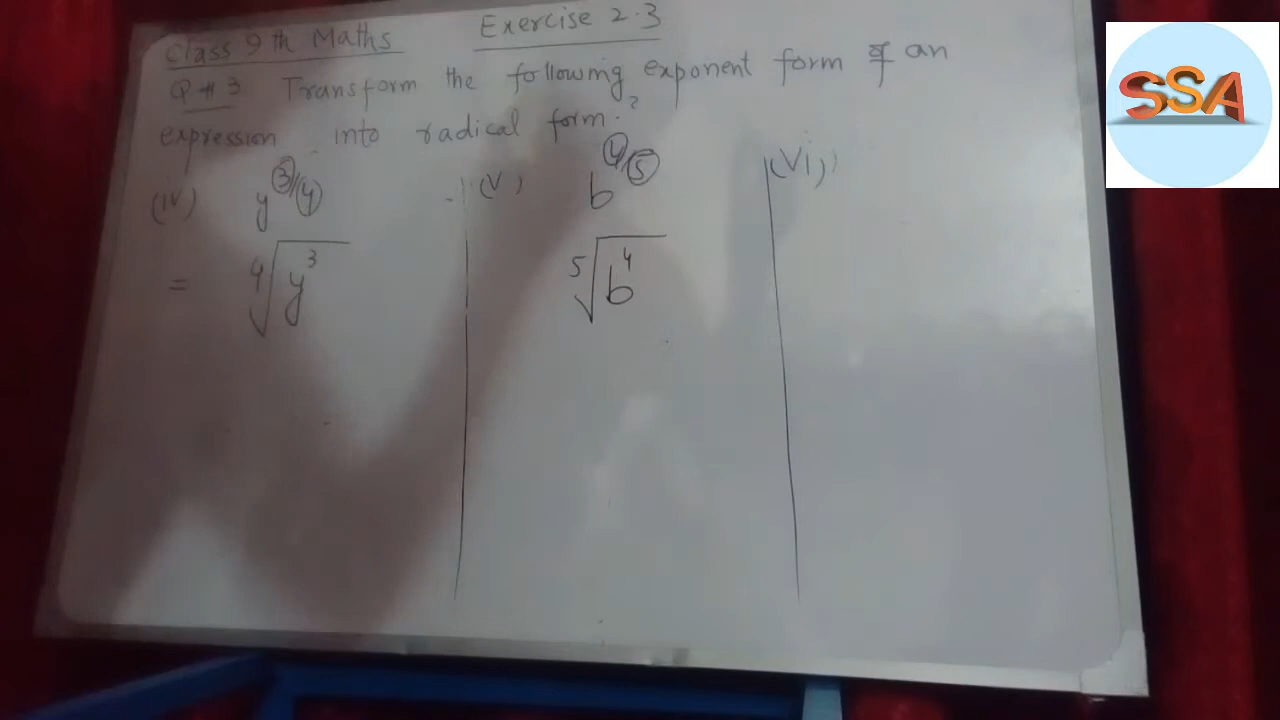 Class 9th Maths Exercise 2.3
Q # 3 Transform the following exponent form of an
expression into radical form.?
(iv) y^3/4 (v) b^4/5 (vi)
= ⁴√y³ ⁵√b⁴
SSA